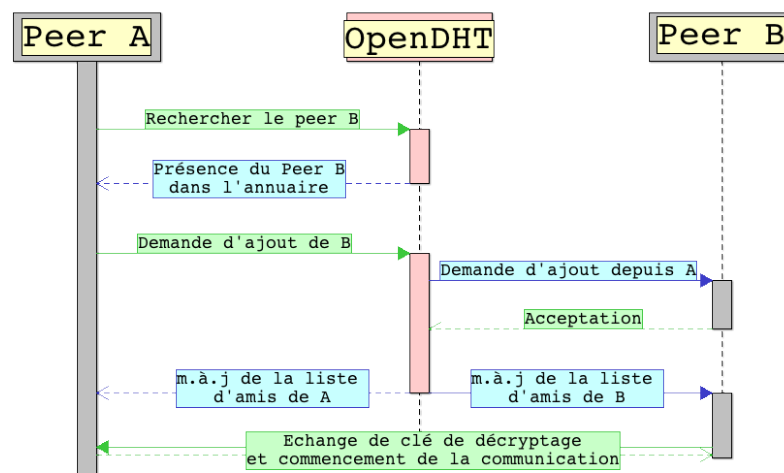 Peer A
OpenDHT
Peer B
Rechercher le peer B
Présence du Peer B
dans l'annuaire
Demande d'ajout de B
Demande d'ajout depuis A
Acceptation
m.à.j de la liste
d'amis de A
m.à.j de la liste
d'amis de B
Echange de clé de décryptage
et commencement de la communication